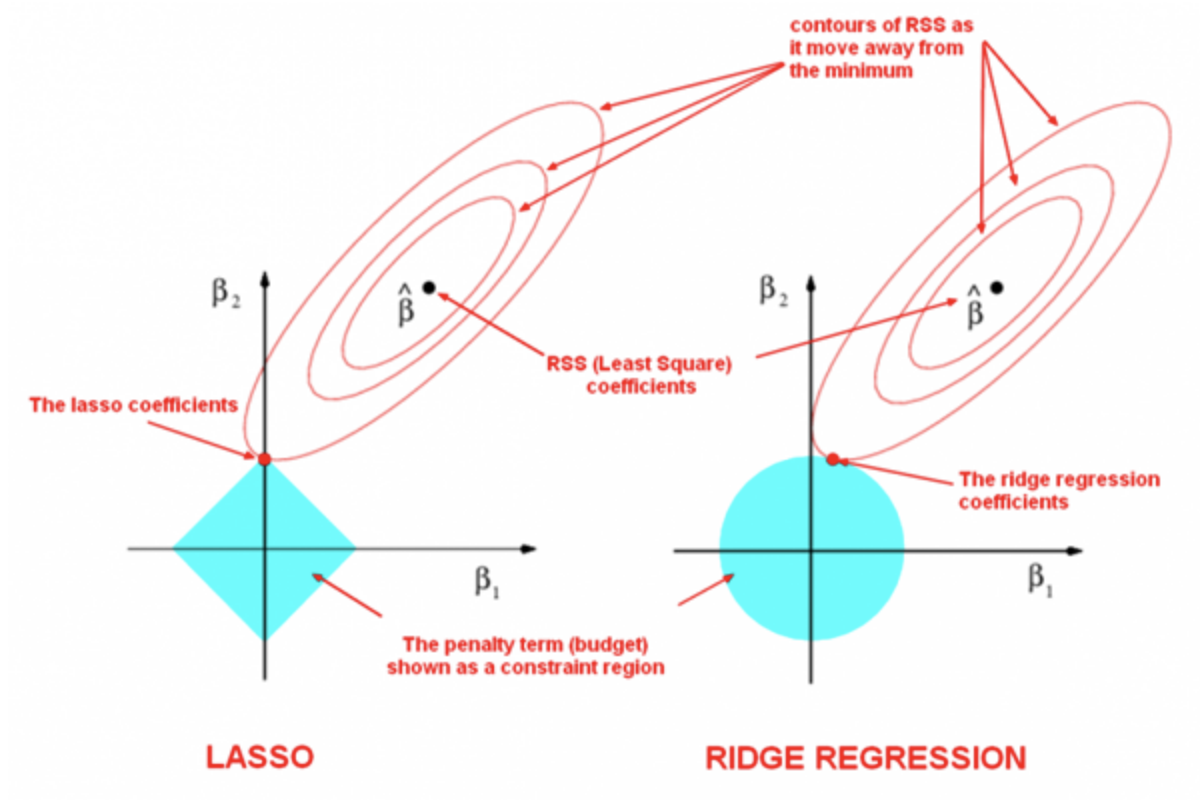 contours of RSS as
it move away from
the minimum
β₂
β̂
β₂
β̂
RSS (Least Square)
coefficients
The lasso coefficients
The ridge regression
coefficients
β₁
β₁
The penalty term (budget)
shown as a constraint region
LASSO
RIDGE REGRESSION